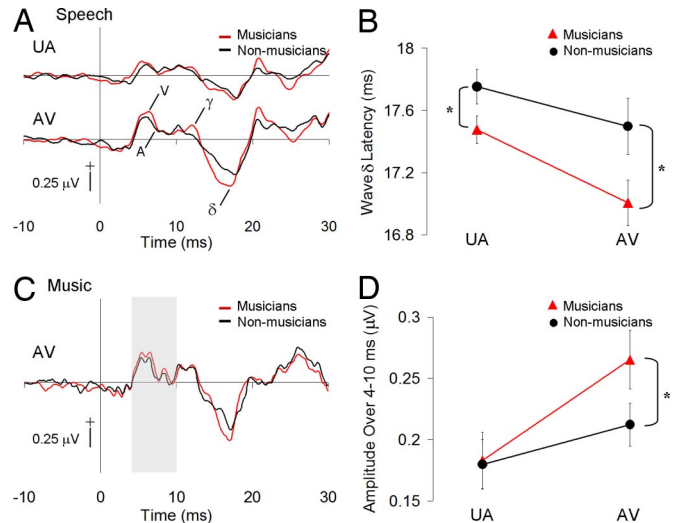 A
Speech
Musicians
Non-musicians
UA
AV
V
γ
A
δ
+
0.25 μV
-10 0 10 20 30
Time (ms)
B
Musicians
Non-musicians
Wave δ Latency (ms)
18
17.6
17.2
16.8
*
*
UA AV
C
Music
Musicians
Non-musicians
AV
+
0.25 μV
-10 0 10 20 30
Time (ms)
D
Musicians
Non-musicians
Amplitude Over 4-10 ms (μV)
0.3
0.25
0.2
0.15
*
UA AV